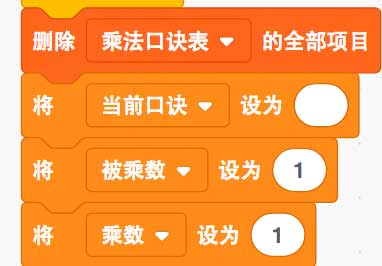 删除 乘法口诀表 的全部项目
将 当前口诀 设为
将 被乘数 设为 1
将 乘数 设为 1